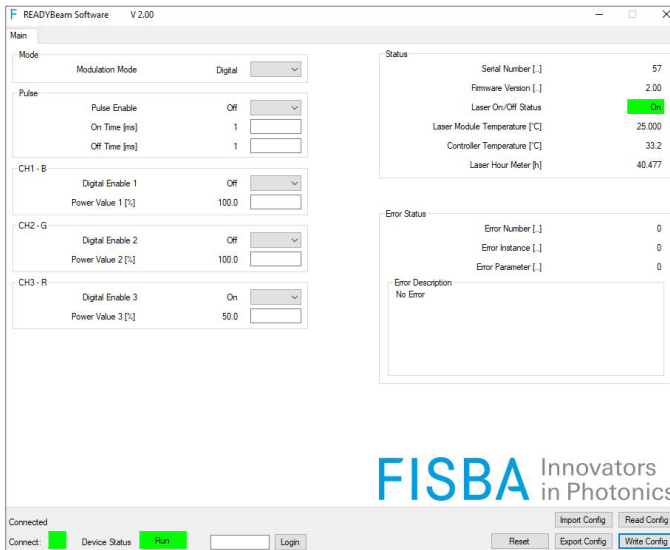 READYBeam Software V 2.00
Main
Mode
Modulation Mode Digital
Pulse
Pulse Enable Off
On Time [ms] 1
Off Time [ms] 1
CH1 - B
Digital Enable 1 Off
Power Value 1 [%] 100.0
CH2 - G
Digital Enable 2 Off
Power Value 2 [%] 100.0
CH3 - R
Digital Enable 3 On
Power Value 3 [%] 50.0
Status
Serial Number [..] 57
Firmware Version [..] 2.00
Laser On/Off Status On
Laser Module Temperature [°C] 25.000
Controller Temperature [°C] 33.2
Laser Hour Meter [h] 40.477
Error Status
Error Number [..] 0
Error Instance [..] 0
Error Parameter [..] 0
Error Description
No Error
FISBA Innovators
in Photonics
Connected
Import Config Read Config
Connect: Device Status Run Login Reset Export Config Write Config